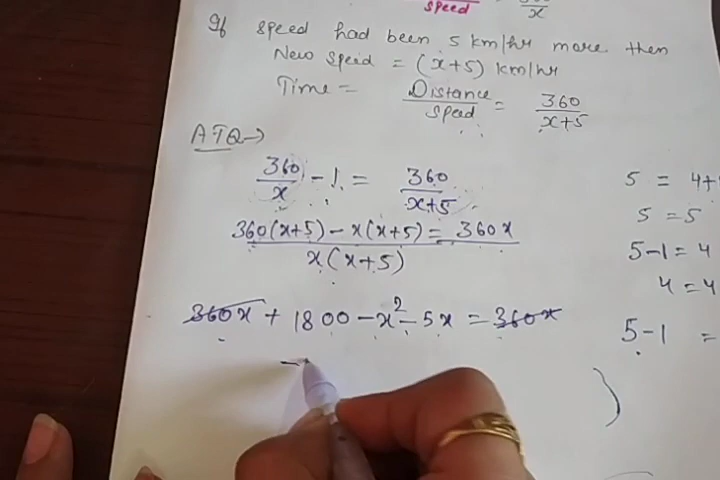 Speed x
If speed had been 5 km/hr more then
New speed = (x+5) km/hr
Time = Distance/Speed = 360/x+5
ATQ→
360/x - 1 = 360/x+5
360(x+5) - x(x+5) = 360x
x(x+5)
360x + 1800 - x² - 5x = 360x
5 = 4+
5 = 5
5-1 = 4
4 = 4
5-1 =